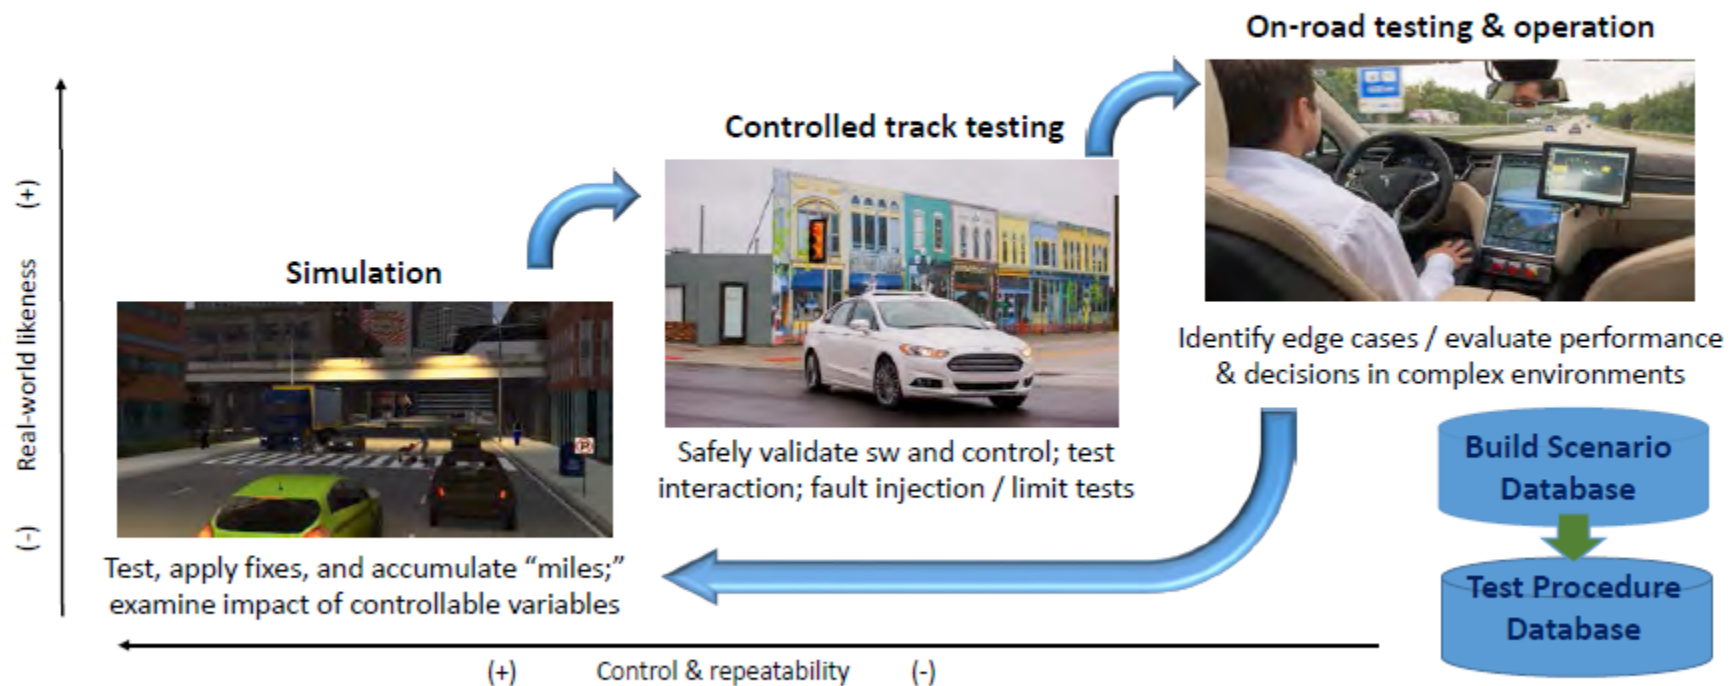 On-road testing & operation
Controlled track testing
Simulation
Identify edge cases / evaluate performance
& decisions in complex environments
Safely validate sw and control; test
interaction; fault injection / limit tests
Test, apply fixes, and accumulate “miles;”
examine impact of controllable variables
Build Scenario
Database
Test Procedure
Database
(+)
Real-world likeness
(-)
(+) Control & repeatability (-)
P